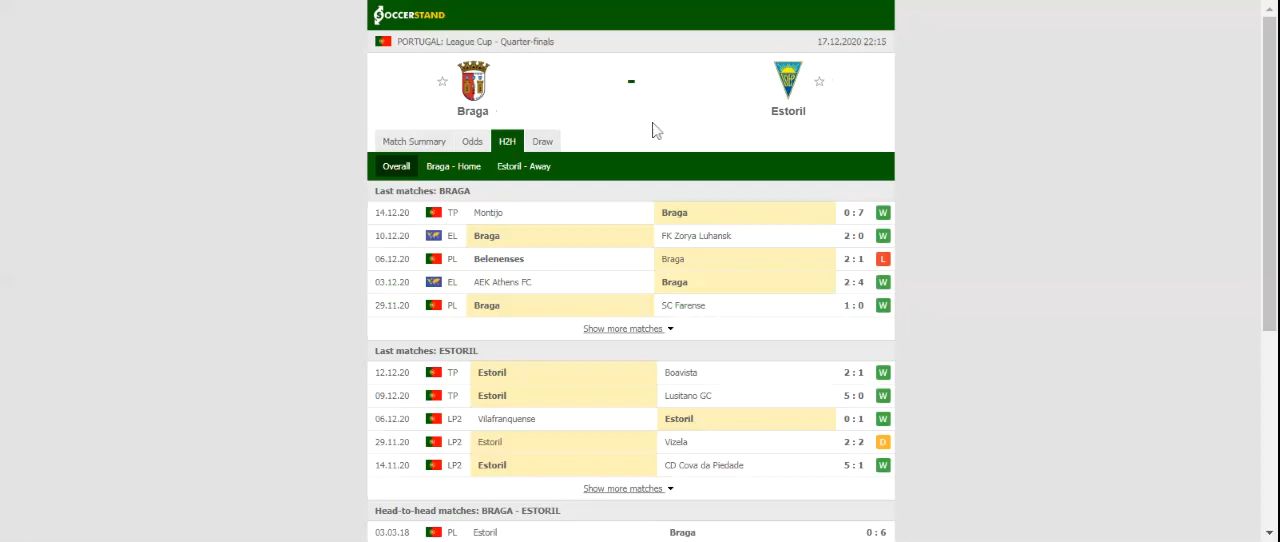 SOCCERSTAND
PORTUGAL: League Cup - Quarter-finals 17.12.2020 22:15
-
Braga Estoril
Match Summary Odds H2H Draw
Overall Braga - Home Estoril - Away
Last matches: BRAGA
14.12.20 TP Montijo Braga 0 : 7 W
10.12.20 EL Braga FK Zorya Luhansk 2 : 0 W
06.12.20 PL Belenenses Braga 2 : 1 L
03.12.20 EL AEK Athens FC Braga 2 : 4 W
29.11.20 PL Braga SC Farense 1 : 0 W
Show more matches
Last matches: ESTORIL
12.12.20 TP Estoril Boavista 2 : 1 W
09.12.20 TP Estoril Lusitano GC 5 : 0 W
06.12.20 LP2 Vilafranquense Estoril 0 : 1 W
29.11.20 LP2 Estoril Vizela 2 : 2 D
14.11.20 LP2 Estoril CD Cova da Piedade 5 : 1 W
Show more matches
Head-to-head matches: BRAGA - ESTORIL
03.03.18 PL Estoril Braga 0 : 6